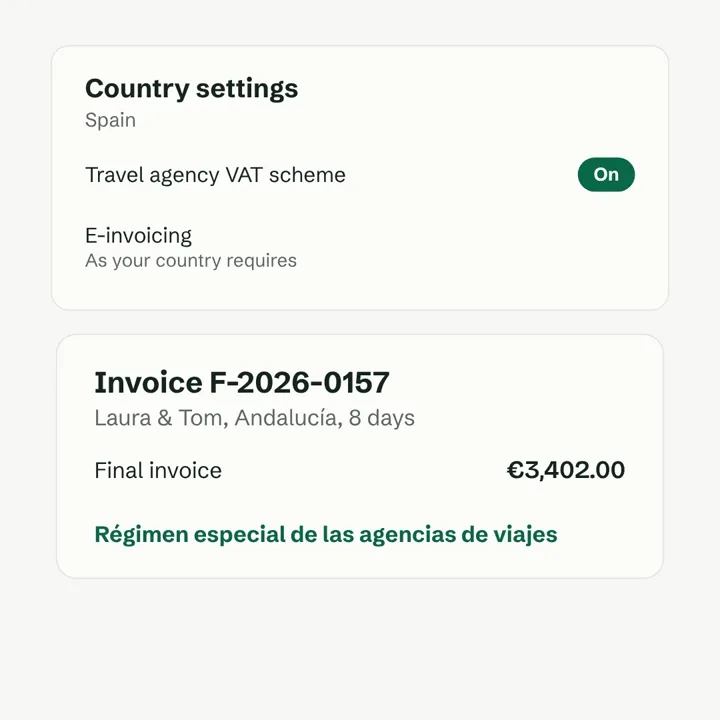 Country settings
Spain
Travel agency VAT scheme
On
E-invoicing
As your country requires
Invoice F-2026-0157
Laura & Tom, Andalucía, 8 days
Final invoice
€3,402.00
Régimen especial de las agencias de viajes